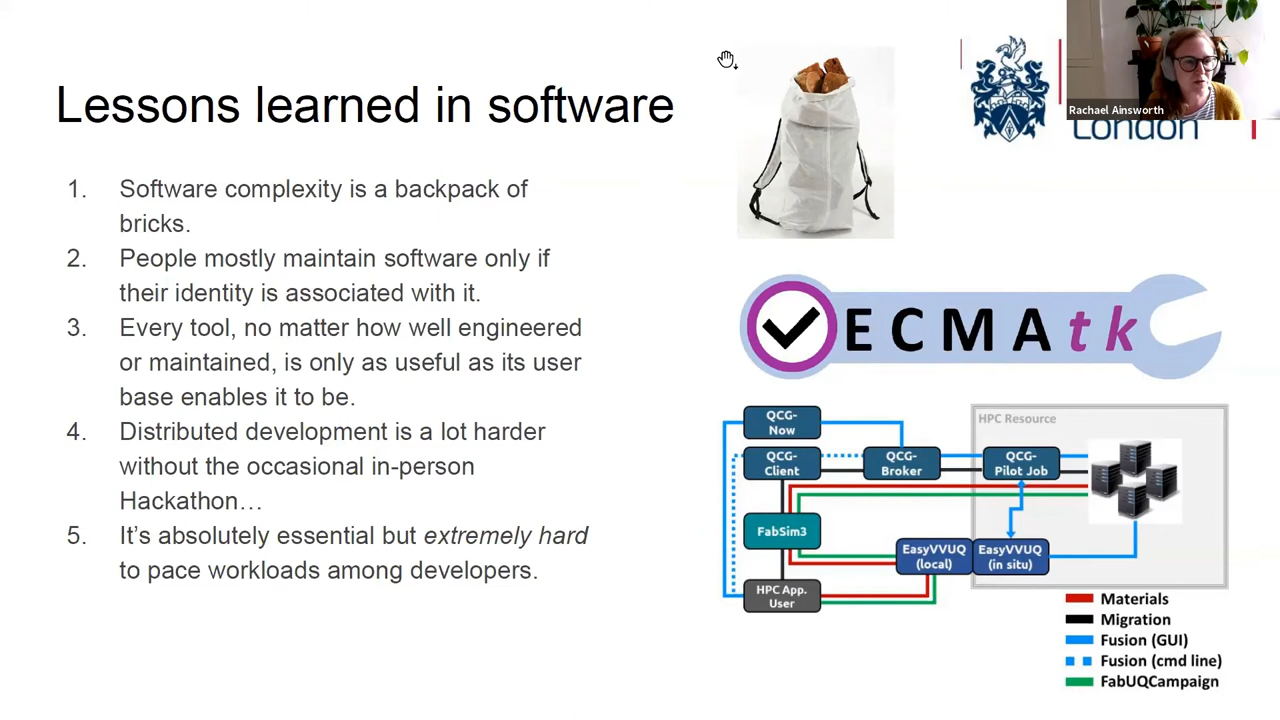 Lessons learned in software
1. Software complexity is a backpack of
bricks.
2. People mostly maintain software only if
their identity is associated with it.
3. Every tool, no matter how well engineered
or maintained, is only as useful as its user
base enables it to be.
4. Distributed development is a lot harder
without the occasional in-person
Hackathon…
5. It’s absolutely essential but extremely hard
to pace workloads among developers.
Rachael Ainsworth
London
ECMAtk
QCG-
Now
HPC Resource
QCG-
Client
QCG-
Broker
QCG-
Pilot Job
FabSim3
EasyVVUQ
(local)
EasyVVUQ
(in situ)
HPC App.
User
Materials
Migration
Fusion (GUI)
Fusion (cmd line)
FabUQCampaign